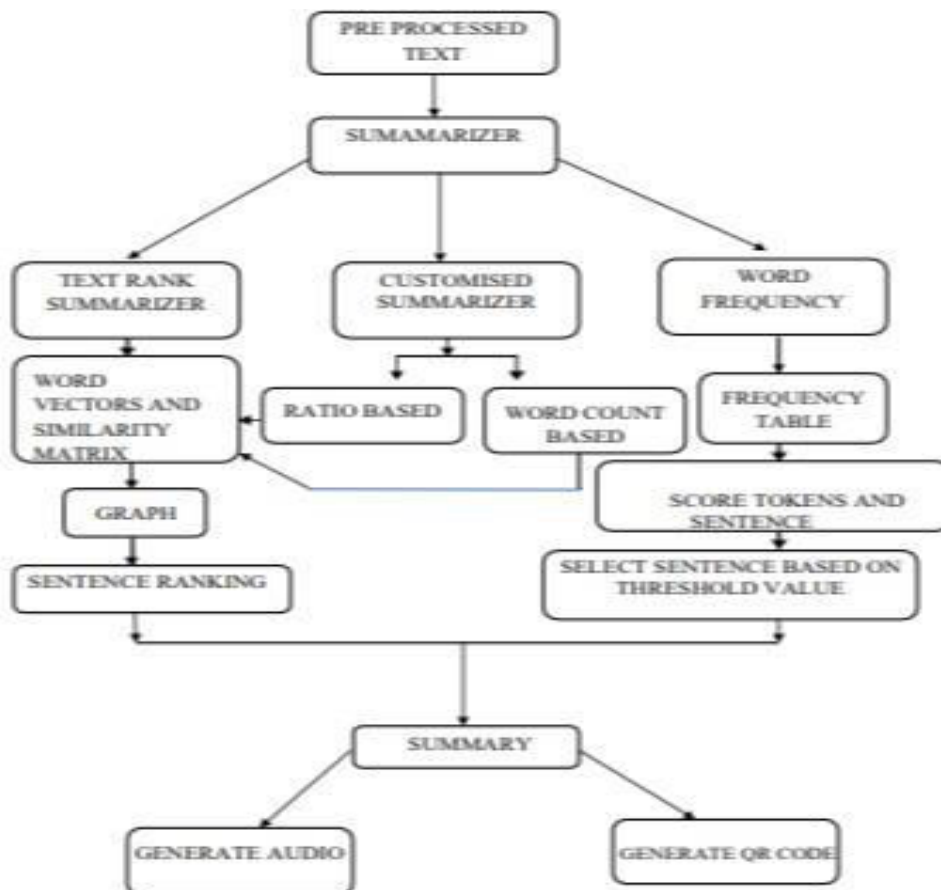 PRE PROCESSED
TEXT
SUMAMARIZER
TEXT RANK
SUMMARIZER
CUSTOMISED
SUMMARIZER
WORD
FREQUENCY
WORD
VECTORS AND
SIMILARITY
MATRIX
RATIO BASED
WORD COUNT
BASED
FREQUENCY
TABLE
GRAPH
SCORE TOKENS AND
SENTENCE
SENTENCE RANKING
SELECT SENTENCE BASED ON
THRESHOLD VALUE
SUMMARY
GENERATE AUDIO
GENERATE QR CODE